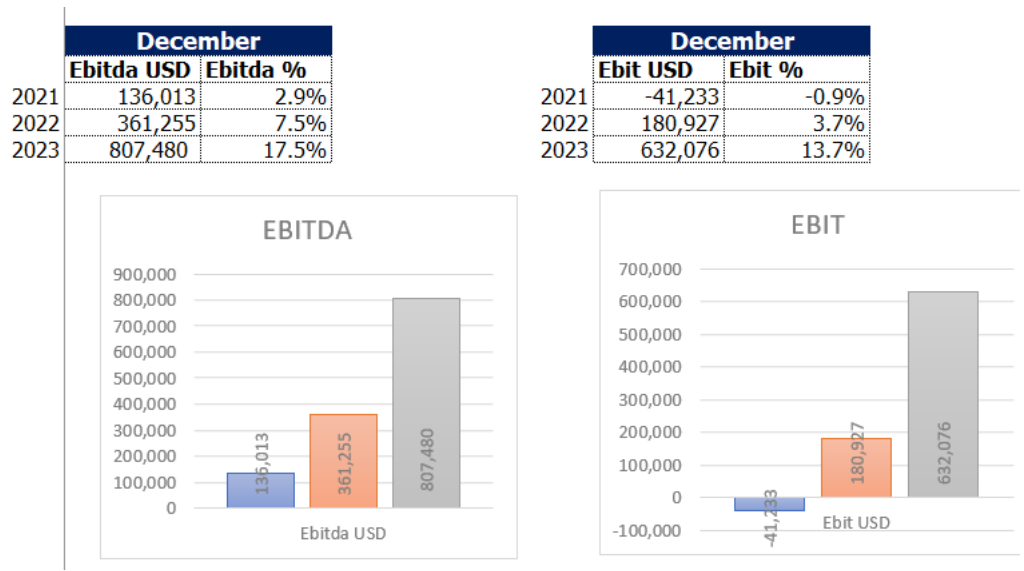 December
Ebitda USD Ebitda %
2021 136,013 2.9%
2022 361,255 7.5%
2023 807,480 17.5%
December
Ebit USD Ebit %
2021 -41,233 -0.9%
2022 180,927 3.7%
2023 632,076 13.7%
EBITDA
900,000
800,000
700,000
600,000
500,000
400,000
300,000
200,000
100,000
0
136,013
361,255
807,480
Ebitda USD
EBIT
700,000
600,000
500,000
400,000
300,000
200,000
100,000
0
-100,000
-41,233
180,927
632,076
Ebit USD